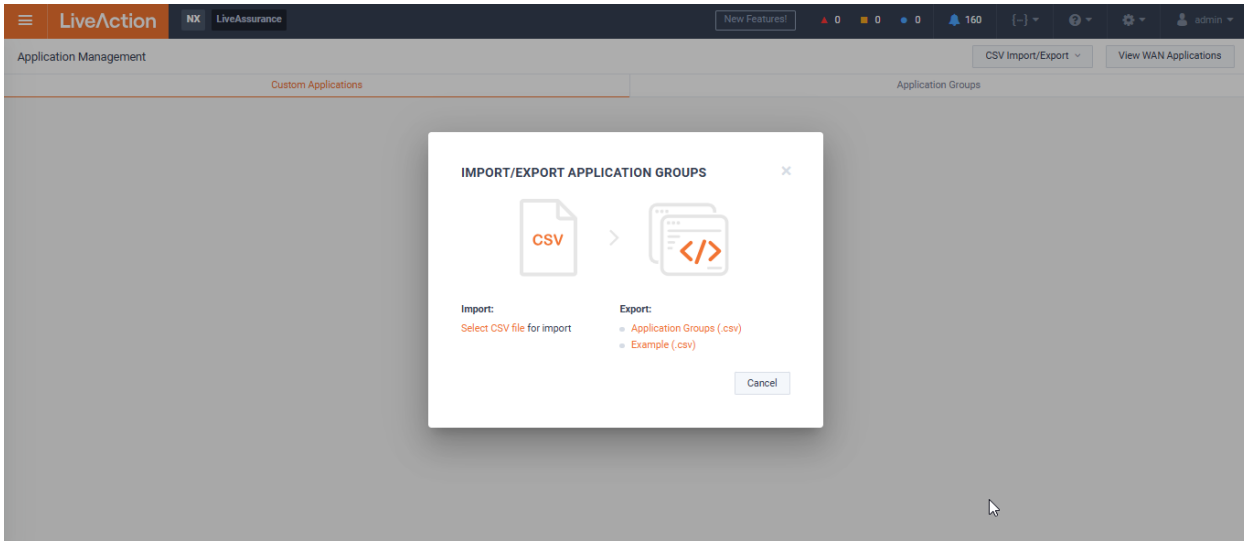 LiveAction NX LiveAssurance New Features! 0 0 0 160 [–] admin
Application Management CSV Import/Export View WAN Applications
Custom Applications Application Groups
IMPORT/EXPORT APPLICATION GROUPS
CSV </>
Import: Export:
Select CSV file for import Application Groups (.csv)
Example (.csv)
Cancel